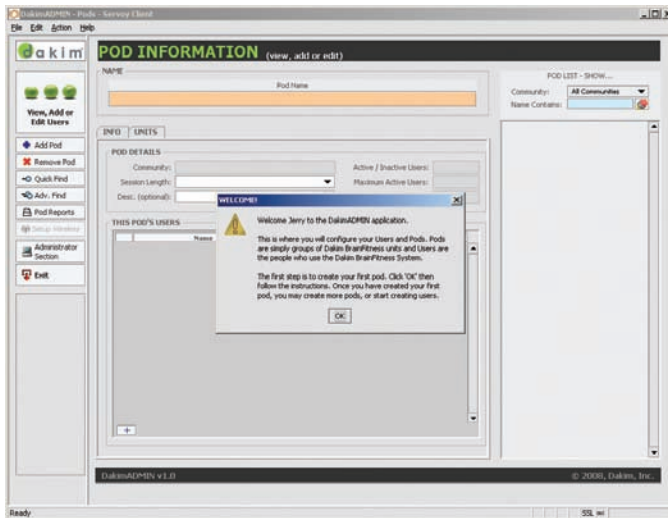 DakimADMIN - Pods - Servoy Client
File Edit Action Help
dakim
POD INFORMATION (view, add or edit)
NAME
Pod Name
POD LIST - SHOW...
Community: All Communities
Name Contains:
View, Add or
Edit Users
Add Pod
Remove Pod
Quick Find
Adv. Find
Pod Reports
Setup Wireless
Administrator
Section
Exit
INFO UNITS
POD DETAILS
Community:
Active / Inactive Users:
Session Length:
Maximum Active Users:
Desc. (optional):
THIS POD'S USERS
Name
WELCOME!
Welcome Jerry to the DakimADMIN application.
This is where you will configure your Users and Pods. Pods
are simply groups of Dakim BrainFitness units and Users are
the people who use the Dakim BrainFitness System.
The first step is to create your first pod. Click 'OK' then
follow the instructions. Once you have created your first
pod, you may create more pods, or start creating users.
OK
DakimADMIN v1.0
© 2008, Dakim, Inc.
Ready
SSL